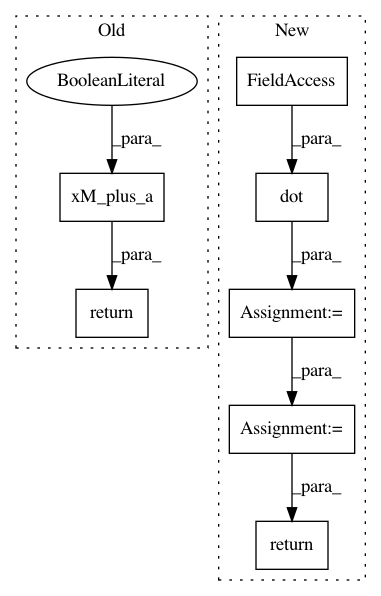 Old
BooleanLiteral
_para_
xM_plus_a
_para_
return
New
FieldAccess
_para_
dot
_para_
Assignment:=
_para_
Assignment:=
_para_
return